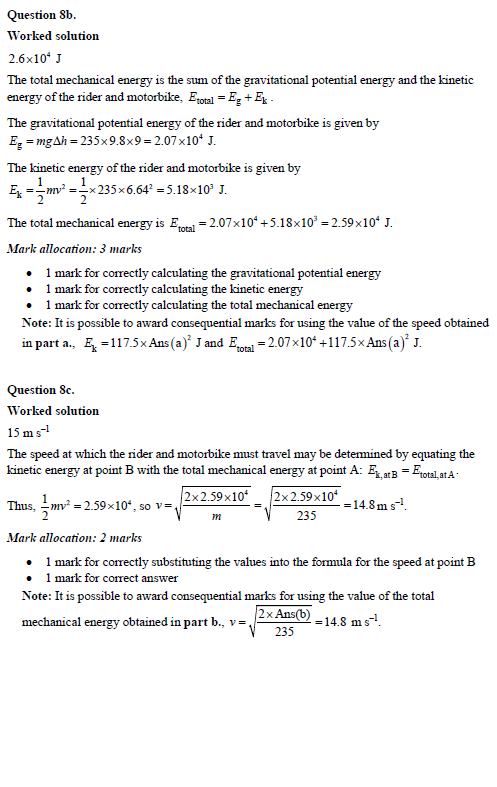 Question 8b.
Worked solution
2.6×10⁴ J
The total mechanical energy is the sum of the gravitational potential energy and the kinetic
energy of the rider and motorbike, E_total = E_g + E_k .
The gravitational potential energy of the rider and motorbike is given by
E_g = mgΔh = 235×9.8×9 = 2.07×10⁴ J.
The kinetic energy of the rider and motorbike is given by
E_k = 1/2 mv² = 1/2 ×235×6.64² = 5.18×10³ J.
The total mechanical energy is E_total = 2.07×10⁴ +5.18×10³ = 2.59×10⁴ J.
Mark allocation: 3 marks
• 1 mark for correctly calculating the gravitational potential energy
• 1 mark for correctly calculating the kinetic energy
• 1 mark for correctly calculating the total mechanical energy
Note: It is possible to award consequential marks for using the value of the speed obtained
in part a., E_k =117.5×Ans(a)² J and E_total = 2.07×10⁴ +117.5×Ans(a)² J.
Question 8c.
Worked solution
15 m s⁻¹
The speed at which the rider and motorbike must travel may be determined by equating the
kinetic energy at point B with the total mechanical energy at point A: E_k, at B = E_total, at A .
Thus, 1/2 mv² = 2.59×10⁴, so v = √(2×2.59×10⁴/m) = √(2×2.59×10⁴/235) = 14.8 m s⁻¹.
Mark allocation: 2 marks
• 1 mark for correctly substituting the values into the formula for the speed at point B
• 1 mark for correct answer
Note: It is possible to award consequential marks for using the value of the total
mechanical energy obtained in part b., v = √(2×Ans(b)/235) = 14.8 m s⁻¹.